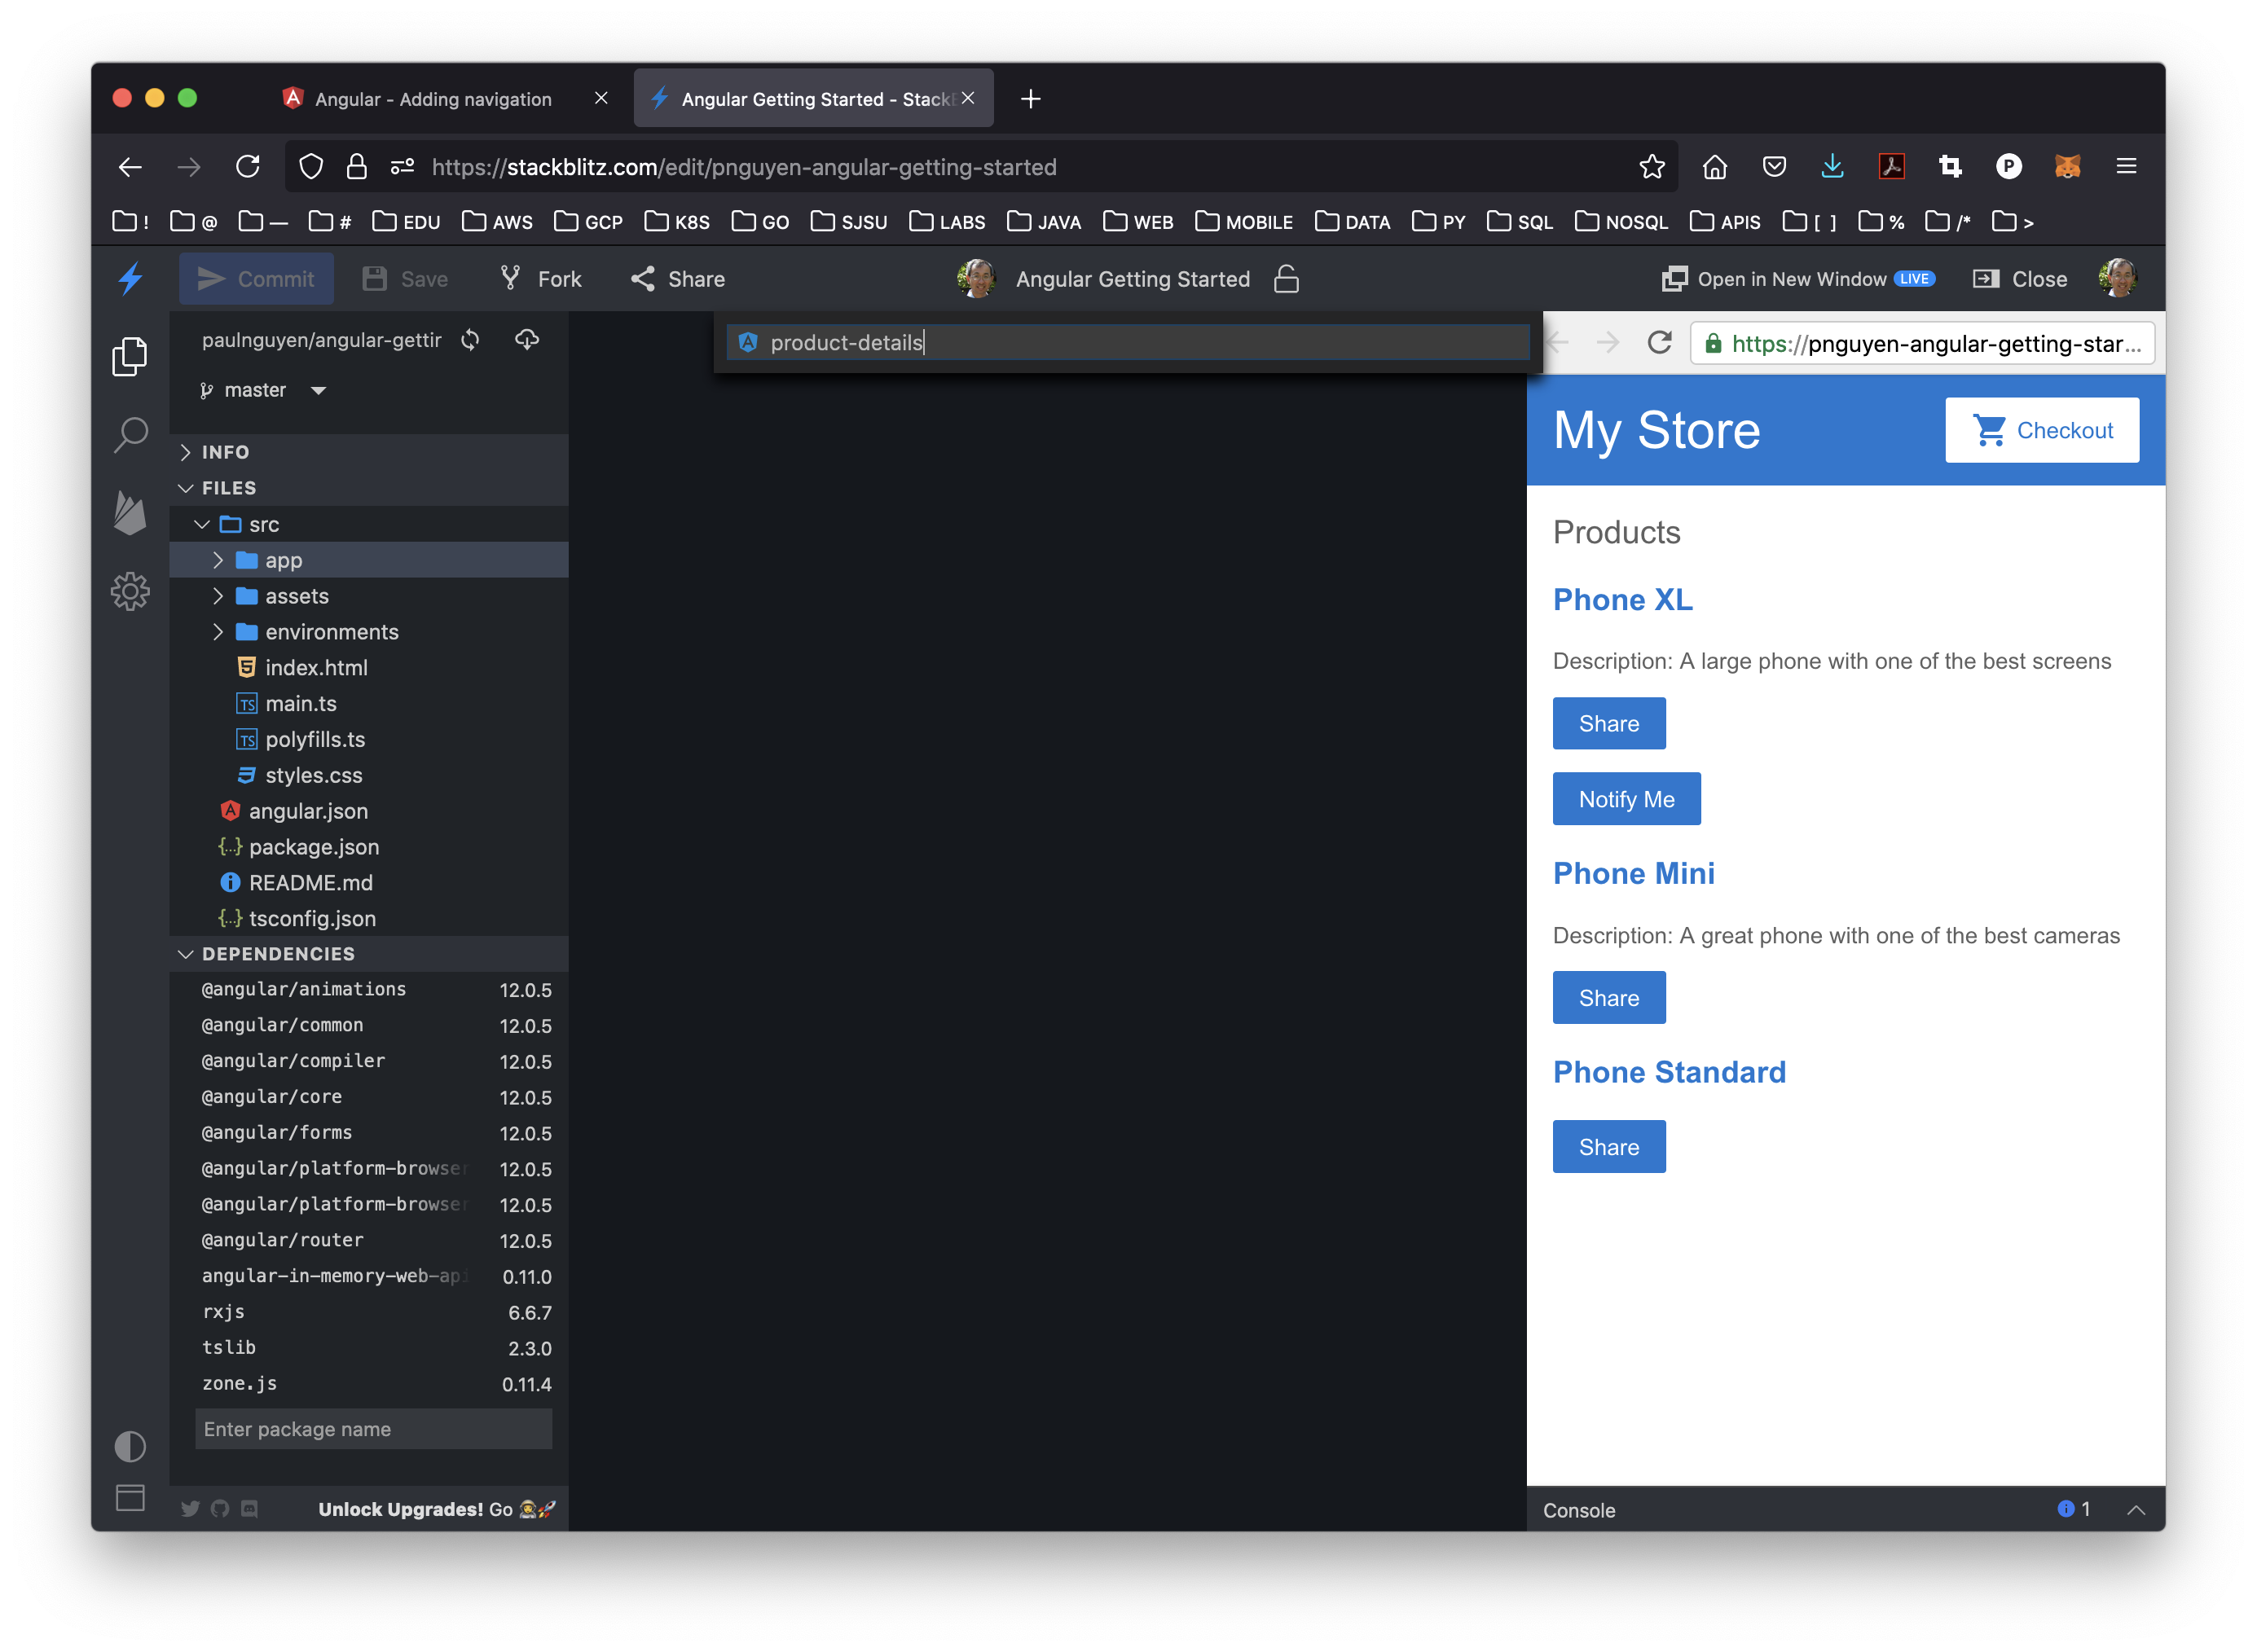 Angular - Adding navigation
Angular Getting Started - Stack
https://stackblitz.com/edit/pnguyen-angular-getting-started
! @ — # EDU AWS GCP K8S GO SJSU LABS JAVA WEB MOBILE DATA PY SQL NOSQL APIS [ ] % /* >
Commit Save Fork Share Angular Getting Started Open in New Window LIVE Close
paulnguyen/angular-gettir
master
INFO
FILES
src
app
assets
environments
index.html
main.ts
polyfills.ts
styles.css
angular.json
package.json
README.md
tsconfig.json
DEPENDENCIES
@angular/animations 12.0.5
@angular/common 12.0.5
@angular/compiler 12.0.5
@angular/core 12.0.5
@angular/forms 12.0.5
@angular/platform-browser 12.0.5
@angular/platform-browser 12.0.5
@angular/router 12.0.5
angular-in-memory-web-api 0.11.0
rxjs 6.6.7
tslib 2.3.0
zone.js 0.11.4
Enter package name
Unlock Upgrades! Go
product-details
https://pnguyen-angular-getting-star...
My Store
Checkout
Products
Phone XL
Description: A large phone with one of the best screens
Share
Notify Me
Phone Mini
Description: A great phone with one of the best cameras
Share
Phone Standard
Share
Console 1